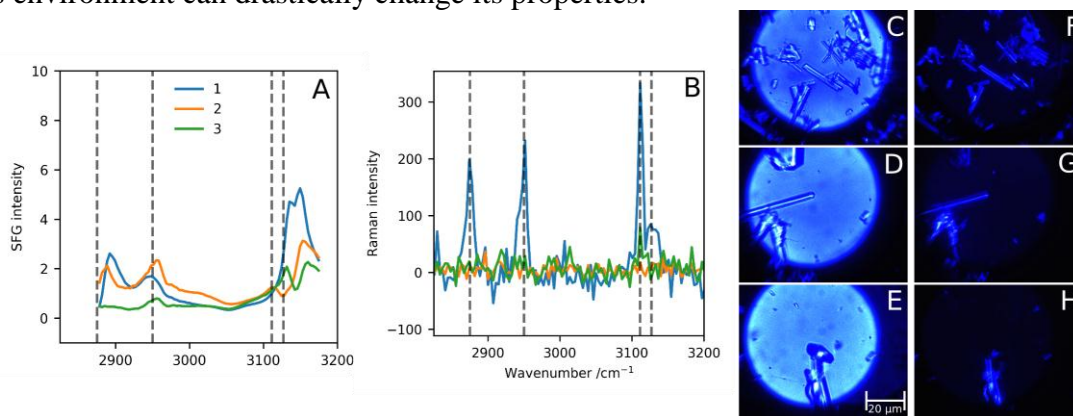 s environment can drastically change its properties.
A
1
2
3
SFG intensity
10
8
6
4
2
0
2900 3000 3100 3200
B
Raman intensity
300
200
100
0
−100
2900 3000 3100 3200
Wavenumber /cm⁻¹
C
F
D
G
E
H
20 μm